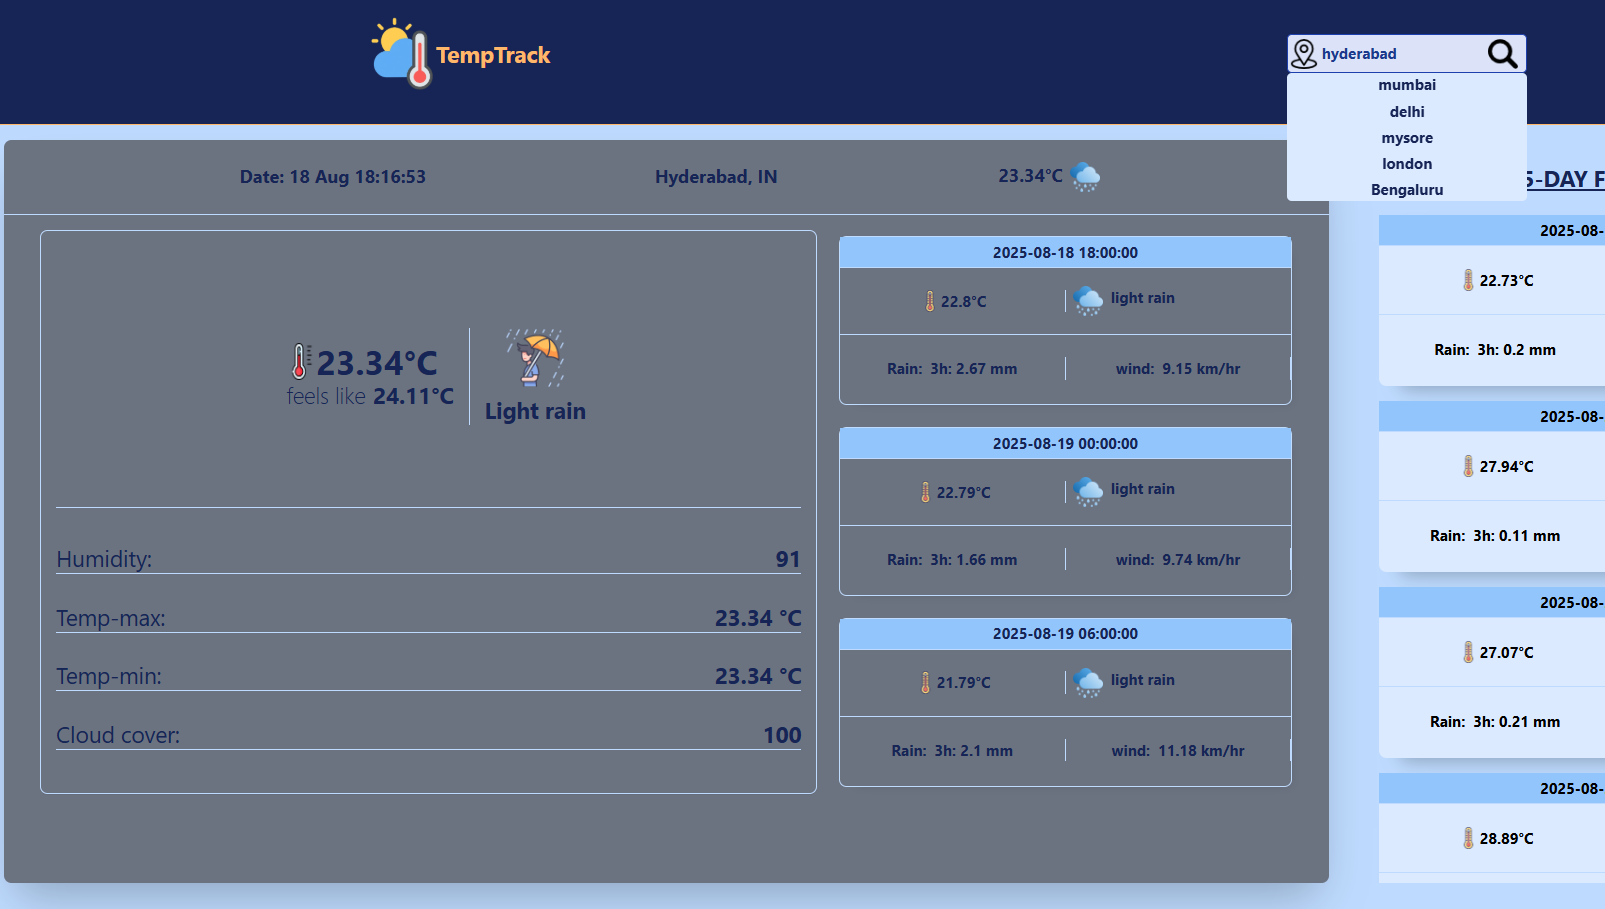 TempTrack
hyderabad
mumbai
delhi
mysore
london
Bengaluru
Date: 18 Aug 18:16:53
Hyderabad, IN
23.34°C
23.34°C
feels like 24.11°C
Light rain
Humidity: 91
Temp-max: 23.34 °C
Temp-min: 23.34 °C
Cloud cover: 100
2025-08-18 18:00:00
22.8°C
light rain
Rain: 3h: 2.67 mm
wind: 9.15 km/hr
2025-08-19 00:00:00
22.79°C
light rain
Rain: 3h: 1.66 mm
wind: 9.74 km/hr
2025-08-19 06:00:00
21.79°C
light rain
Rain: 3h: 2.1 mm
wind: 11.18 km/hr
5-DAY F
2025-08-
22.73°C
Rain: 3h: 0.2 mm
2025-08-
27.94°C
Rain: 3h: 0.11 mm
2025-08-
27.07°C
Rain: 3h: 0.21 mm
2025-08-
28.89°C